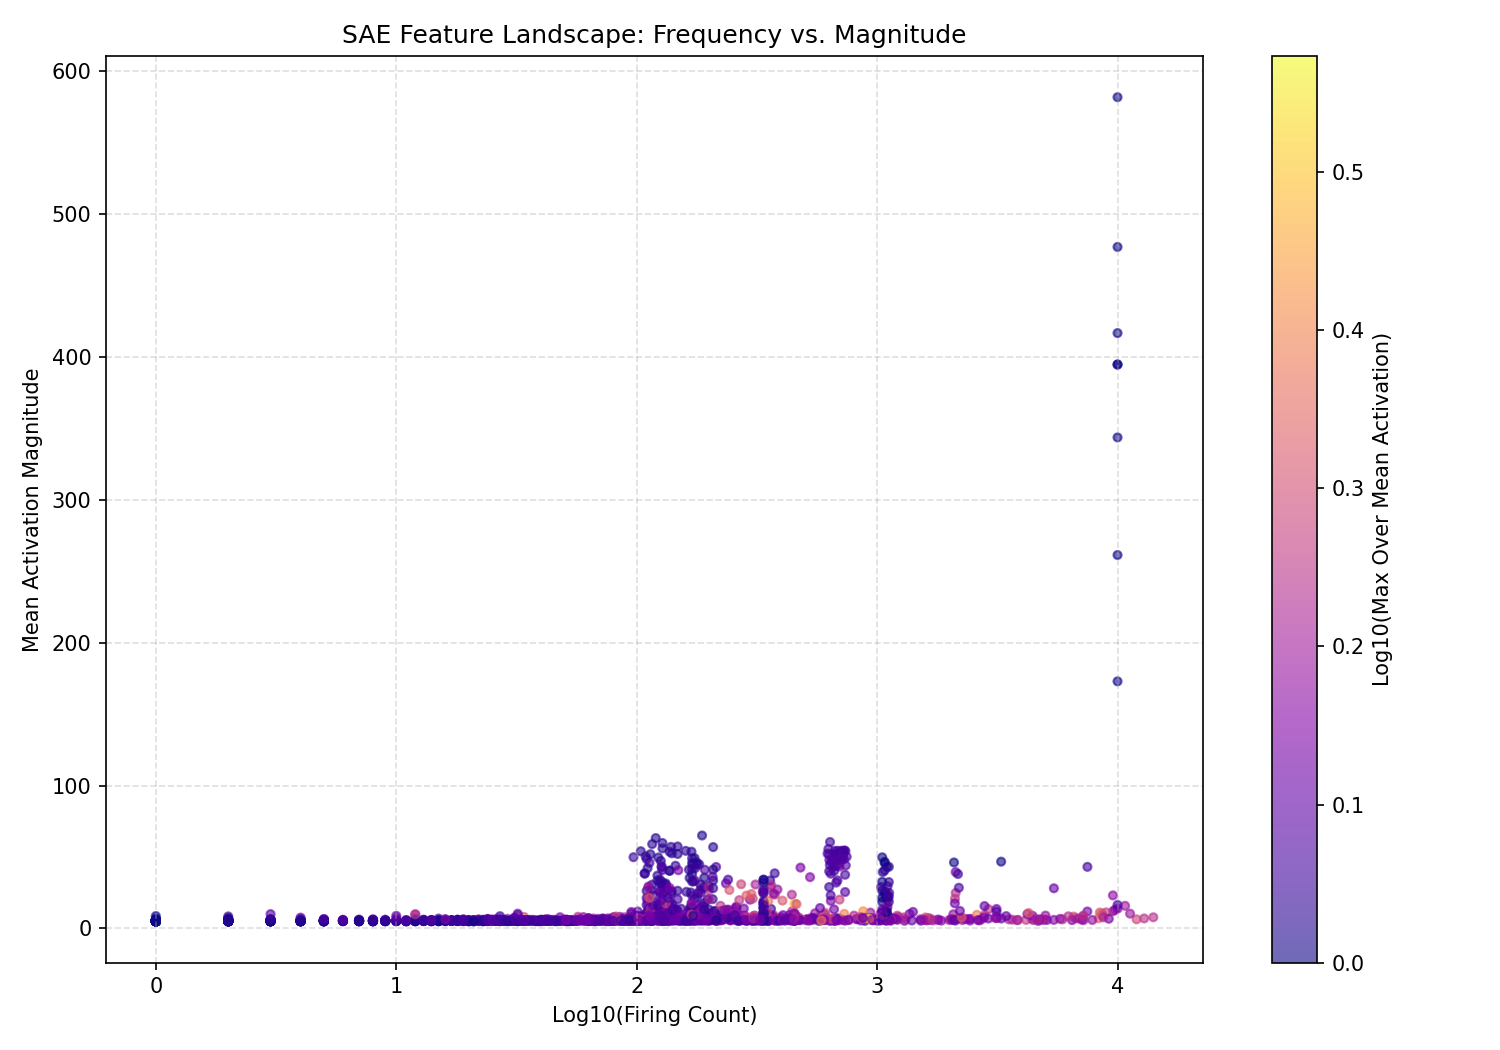 SAE Feature Landscape: Frequency vs. Magnitude
600
500
400
300
200
100
0
Mean Activation Magnitude
0 1 2 3 4
Log10(Firing Count)
0.5
0.4
0.3
0.2
0.1
0.0
Log10(Max Over Mean Activation)